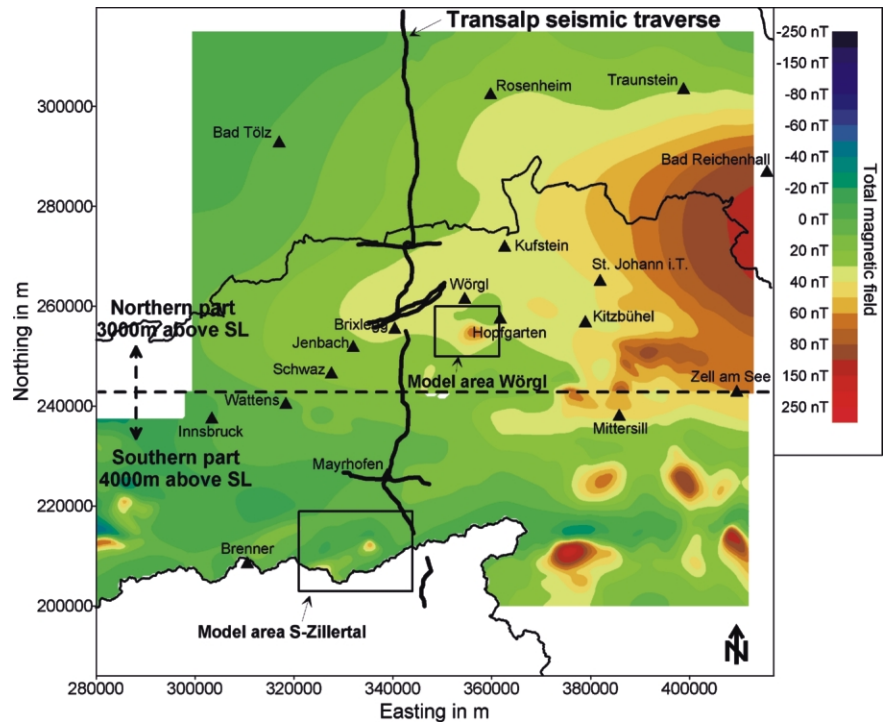 Transalp seismic traverse
Rosenheim
Traunstein
Bad Tölz
Bad Reichenhall
Kufstein
St. Johann i.T.
Wörgl
Kitzbühel
Brixlegg
Hopfgarten
Jenbach
Model area Wörgl
Schwaz
Zell am See
Wattens
Innsbruck
Mittersill
Mayrhofen
Brenner
Northern part
3000m above SL
Southern part
4000m above SL
Model area S-Zillertal
N
300000
280000
260000
240000
220000
200000
Northing in m
280000 300000 320000 340000 360000 380000 400000
Easting in m
-250 nT
-150 nT
-80 nT
-60 nT
-40 nT
-20 nT
0 nT
20 nT
40 nT
60 nT
80 nT
150 nT
250 nT
Total magnetic field